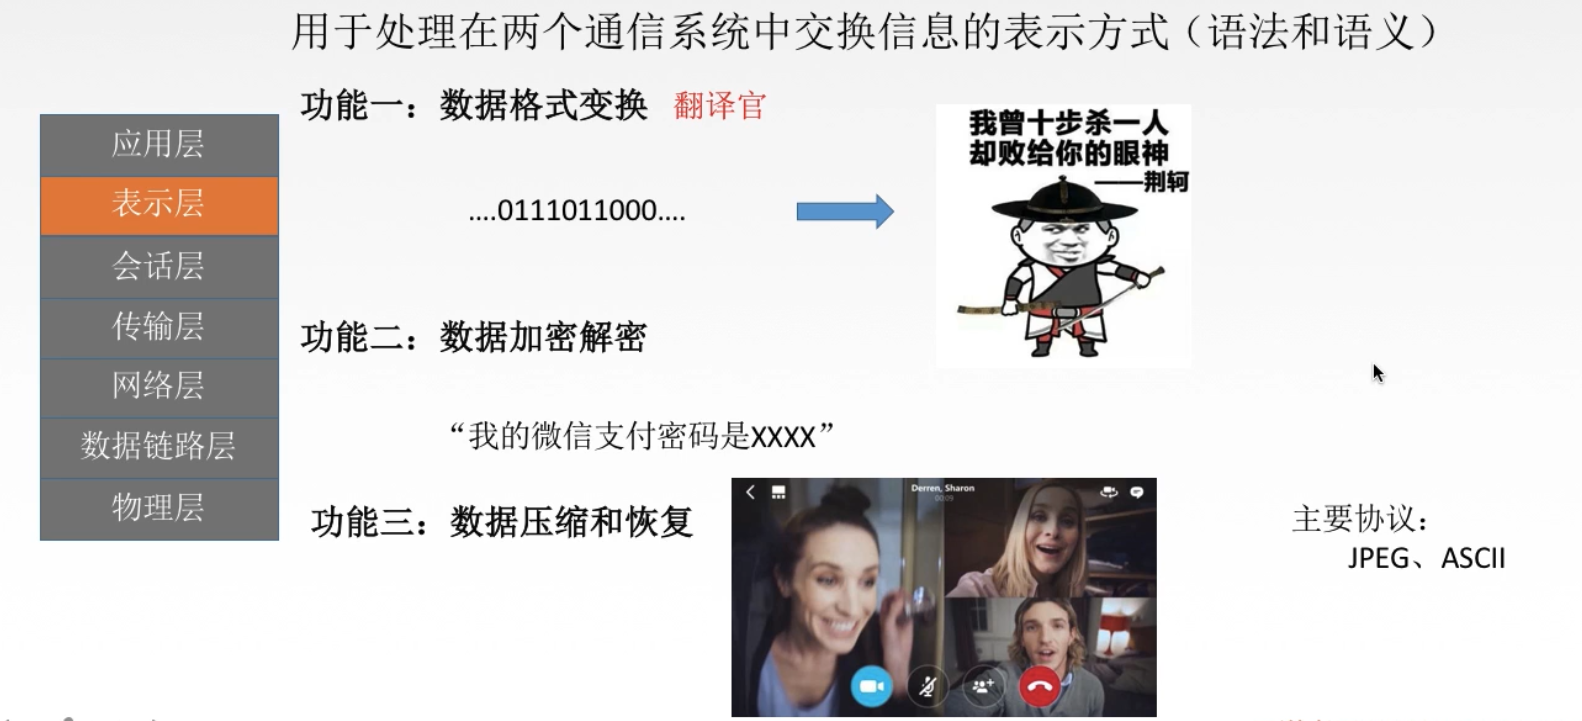 用于处理在两个通信系统中交换信息的表示方式（语法和语义）
功能一：数据格式变换 翻译官
应用层
表示层
会话层
传输层
网络层
数据链路层
物理层
....0111011000....
我曾十步杀一人
却败给你的眼神
——荆轲
功能二：数据加密解密
“我的微信支付密码是XXXX”
功能三：数据压缩和恢复
Derren, Sharon
00:09
主要协议：
JPEG、ASCII